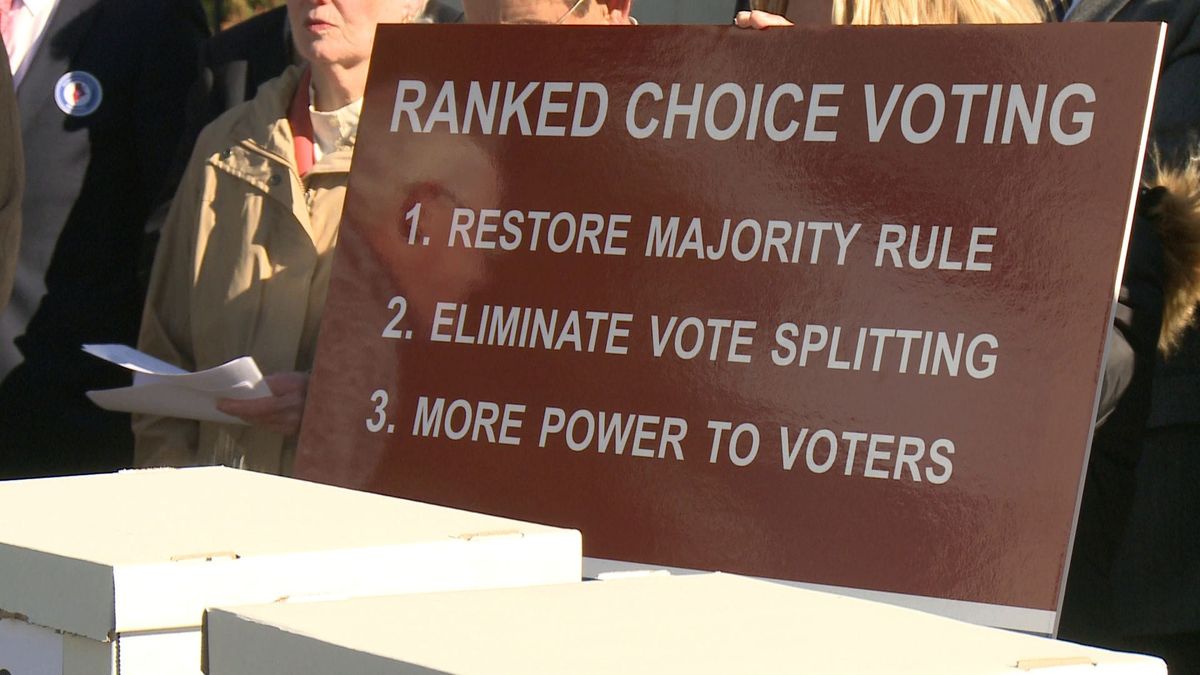 RANKED CHOICE VOTING
1. RESTORE MAJORITY RULE
2. ELIMINATE VOTE SPLITTING
3. MORE POWER TO VOTERS